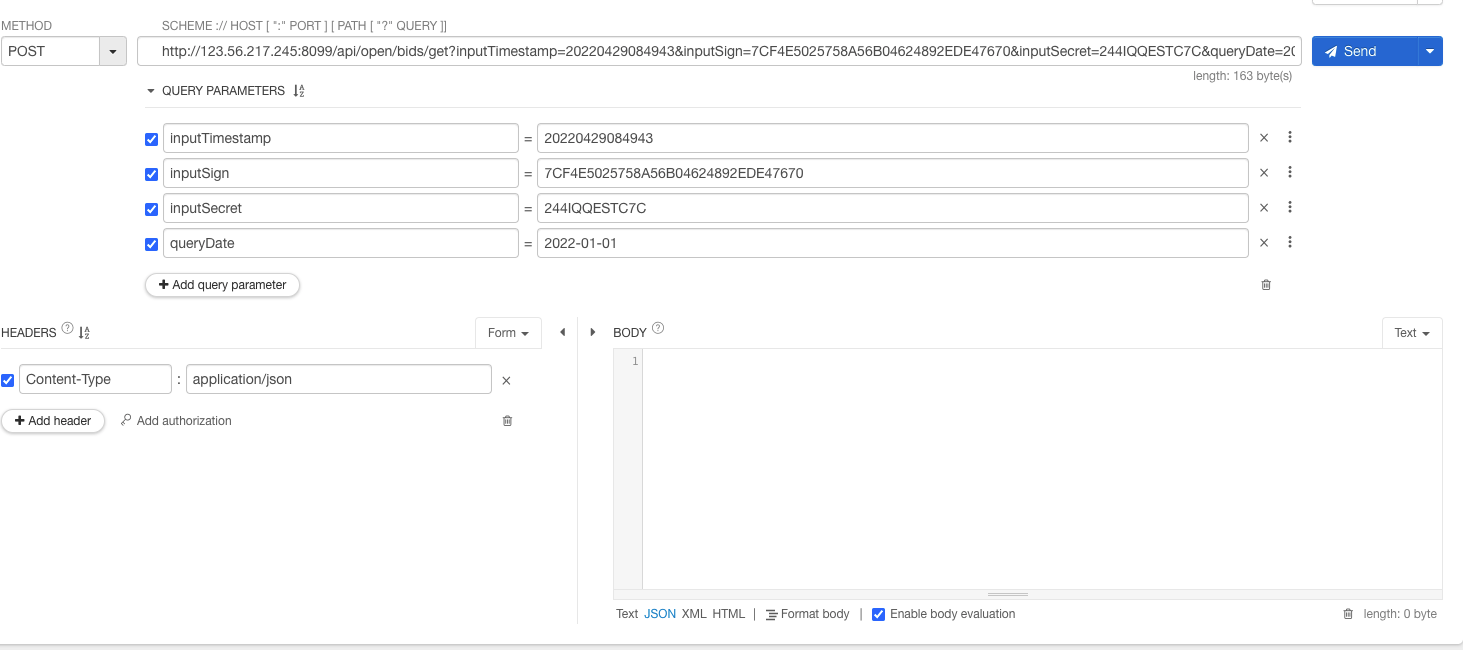 METHOD
SCHEME :// HOST [ ":" PORT ] [ PATH [ "?" QUERY ]]
POST
http://123.56.217.245:8099/api/open/bids/get?inputTimestamp=20220429084943&inputSign=7CF4E5025758A56B04624892EDE47670&inputSecret=244IQQESTC7C&queryDate=20
Send
length: 163 byte(s)
QUERY PARAMETERS
inputTimestamp = 20220429084943
inputSign = 7CF4E5025758A56B04624892EDE47670
inputSecret = 244IQQESTC7C
queryDate = 2022-01-01
Add query parameter
HEADERS ?
Form
BODY ?
Text
Content-Type : application/json
1
Add header
Add authorization
Text JSON XML HTML | Format body | Enable body evaluation
length: 0 byte